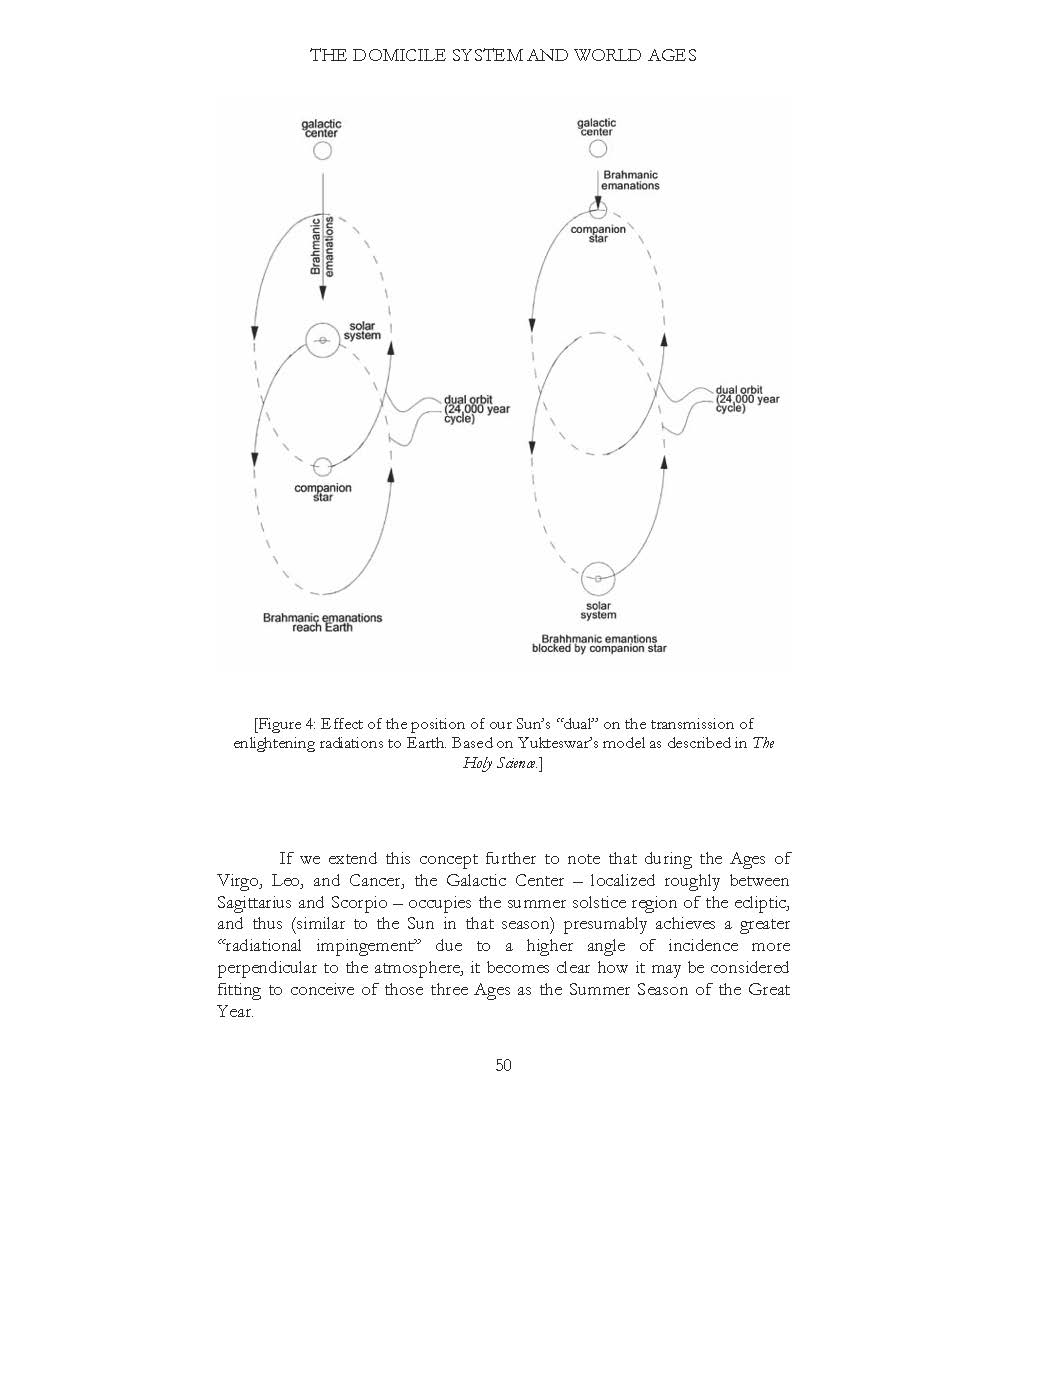 THE DOMICILE SYSTEM AND WORLD AGES
galactic
center
Brahmanic
emanations
solar
system
dual orbit
(24,000 year
cycle)
companion
star
Brahmanic emanations
reach Earth
galactic
center
Brahmanic
emanations
companion
star
dual orbit
(24,000 year
cycle)
solar
system
Brahhmanic emantions
blocked by companion star
[Figure 4: Effect of the position of our Sun's “dual” on the transmission of
enlightening radiations to Earth. Based on Yukteswar's model as described in The
Holy Science.]
If we extend this concept further to note that during the Ages of
Virgo, Leo, and Cancer, the Galactic Center – localized roughly between
Sagittarius and Scorpio – occupies the summer solstice region of the ecliptic,
and thus (similar to the Sun in that season) presumably achieves a greater
“radiational impingement” due to a higher angle of incidence more
perpendicular to the atmosphere, it becomes clear how it may be considered
fitting to conceive of those three Ages as the Summer Season of the Great
Year.
50